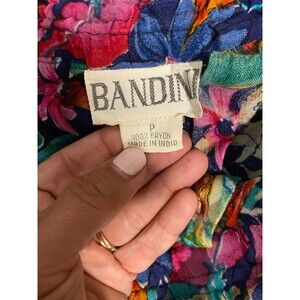 BANDINI
P
100% RAYON
MADE IN INDIA